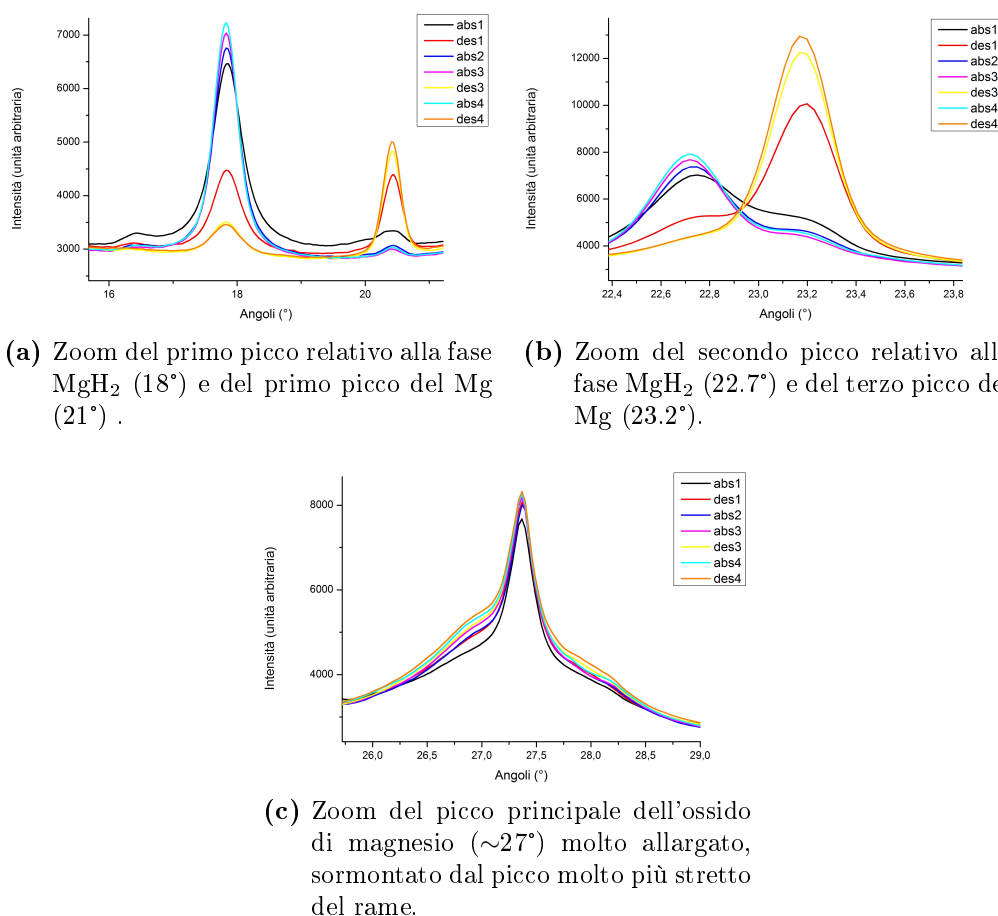 7000
6000
5000
4000
3000
16
18
20
Intensità (unità arbitraria)
Angoli (°)
abs1
des1
abs2
abs3
des3
abs4
des4
12000
10000
8000
6000
4000
22,4
22,6
22,8
23,0
23,2
23,4
23,6
23,8
Intensità (unità arbitraria)
Angoli (°)
abs1
des1
abs2
abs3
des3
abs4
des4
(a) Zoom del primo picco relativo alla fase
MgH₂ (18°) e del primo picco del Mg
(21°) .
(b) Zoom del secondo picco relativo all
fase MgH₂ (22.7°) e del terzo picco de
Mg (23.2°).
8000
6000
4000
26,0
26,5
27,0
27,5
28,0
28,5
29,0
Intensità (unità arbitraria)
Angoli (°)
abs1
des1
abs2
abs3
des3
abs4
des4
(c) Zoom del picco principale dell'ossido
di magnesio (∼27°) molto allargato,
sormontato dal picco molto più stretto
del rame.